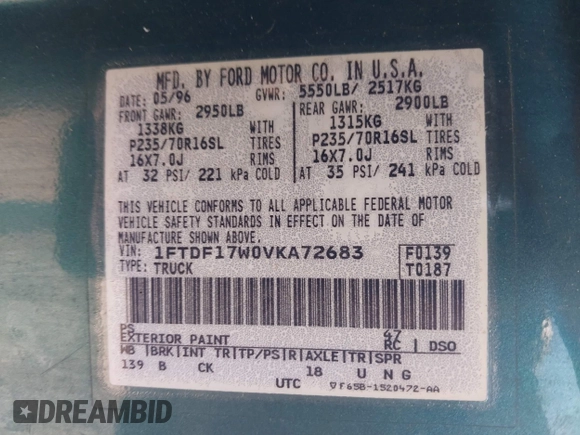 MFD. BY FORD MOTOR CO. IN U.S.A.
DATE: 05/96 GVWR: 5550LB/ 2517KG
FRONT GAWR: 2950LB REAR GAWR: 2900LB
1338KG WITH 1315KG WITH
P235/70R16SL TIRES P235/70R16SL TIRES
16X7.0J RIMS 16X7.0J RIMS
AT 32 PSI/ 221 kPa COLD AT 35 PSI/ 241 kPa COLD
THIS VEHICLE CONFORMS TO ALL APPLICABLE FEDERAL MOTOR
VEHICLE SAFETY STANDARDS IN EFFECT ON THE DATE OF
MANUFACTURE SHOWN ABOVE.
VIN: 1FTDF17W0VKA72683 F0139
TYPE: TRUCK T0187
PS 47
EXTERIOR PAINT RC DSO
WB BRK INT TR TP/PS R AXLE TR SPR
139 B CK 18 U N G
UTC ▽F65B-1520472-AA
DREAMBID